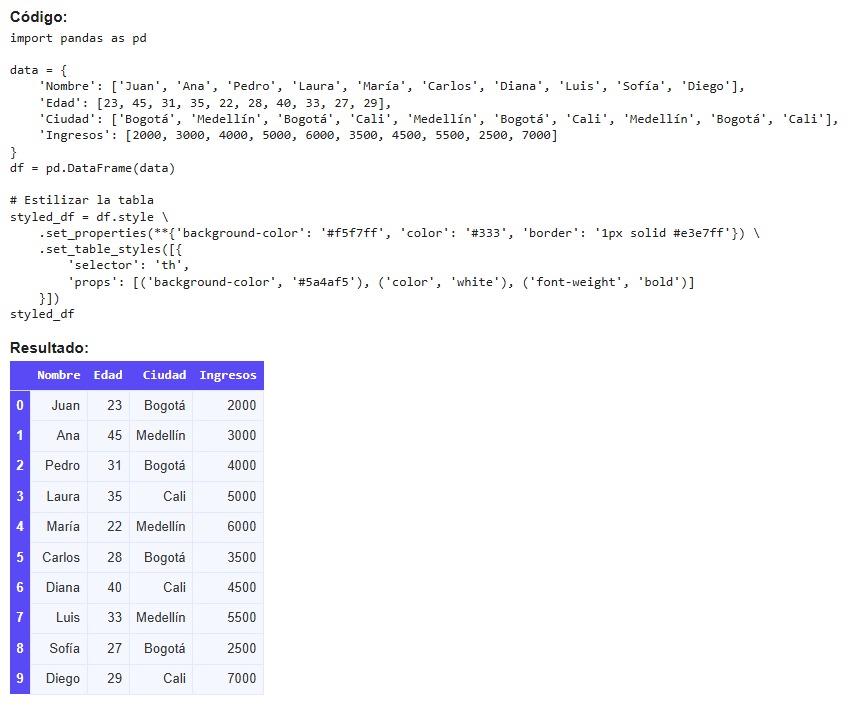 Código:
import pandas as pd
data = {
    'Nombre': ['Juan', 'Ana', 'Pedro', 'Laura', 'María', 'Carlos', 'Diana', 'Luis', 'Sofía', 'Diego'],
    'Edad': [23, 45, 31, 35, 22, 28, 40, 33, 27, 29],
    'Ciudad': ['Bogotá', 'Medellín', 'Bogotá', 'Cali', 'Medellín', 'Bogotá', 'Cali', 'Medellín', 'Bogotá', 'Cali'],
    'Ingresos': [2000, 3000, 4000, 5000, 6000, 3500, 4500, 5500, 2500, 7000]
}
df = pd.DataFrame(data)
# Estilizar la tabla
styled_df = df.style \
    .set_properties(**{'background-color': '#f5f7ff', 'color': '#333', 'border': '1px solid #e3e7ff'}) \
    .set_table_styles([{
        'selector': 'th',
        'props': [('background-color', '#5a4af5'), ('color', 'white'), ('font-weight', 'bold')]
    }])
styled_df
Resultado:
Nombre Edad Ciudad Ingresos
0 Juan 23 Bogotá 2000
1 Ana 45 Medellín 3000
2 Pedro 31 Bogotá 4000
3 Laura 35 Cali 5000
4 María 22 Medellín 6000
5 Carlos 28 Bogotá 3500
6 Diana 40 Cali 4500
7 Luis 33 Medellín 5500
8 Sofía 27 Bogotá 2500
9 Diego 29 Cali 7000